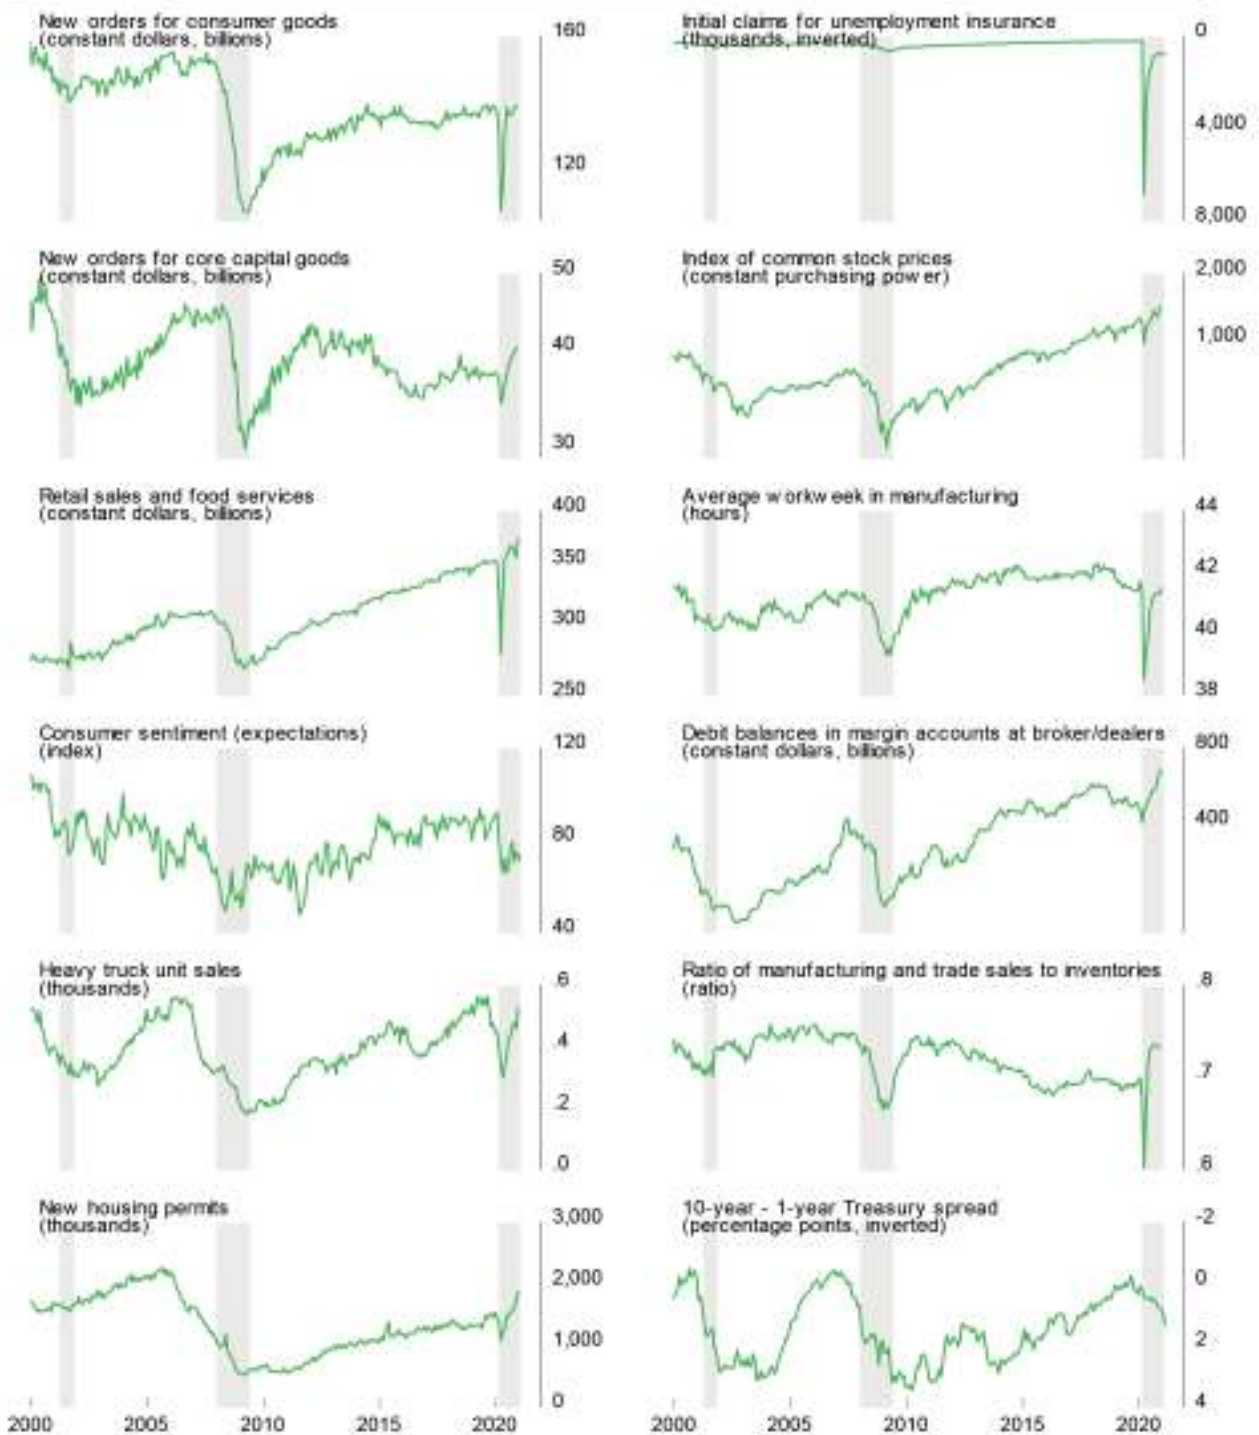 New orders for consumer goods
(constant dollars, billions)
160
120
Initial claims for unemployment insurance
(thousands, inverted)
0
4,000
8,000
New orders for core capital goods
(constant dollars, billions)
50
40
30
Index of common stock prices
(constant purchasing power)
2,000
1,000
Retail sales and food services
(constant dollars, billions)
400
350
300
250
Average workweek in manufacturing
(hours)
44
42
40
38
Consumer sentiment (expectations)
(index)
120
80
40
Debit balances in margin accounts at broker/dealers
(constant dollars, billions)
800
400
Heavy truck unit sales
(thousands)
.6
.4
.2
.0
Ratio of manufacturing and trade sales to inventories
(ratio)
.8
.7
.6
New housing permits
(thousands)
3,000
2,000
1,000
0
10-year - 1-year Treasury spread
(percentage points, inverted)
-2
0
2
4
2000 2005 2010 2015 2020
2000 2005 2010 2015 2020